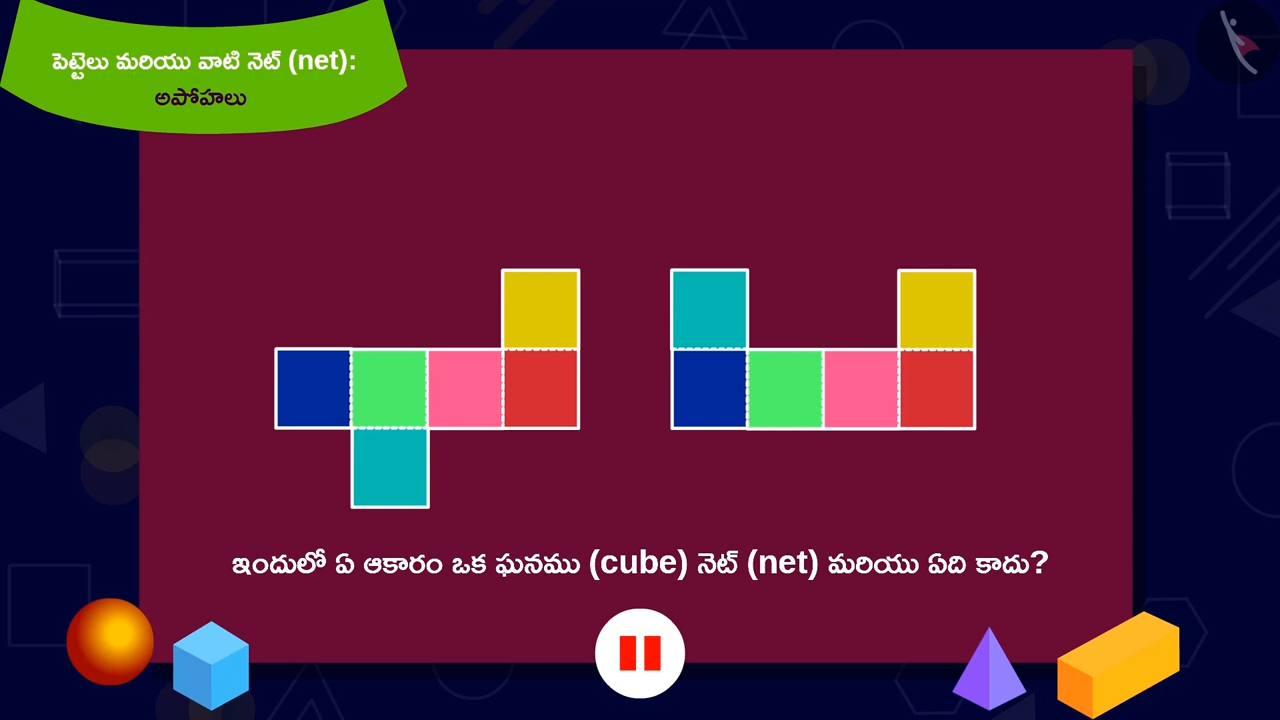 పెట్టెలు మరియు వాటి నెట్ (net):
అపోహలు
ఇందులో ఏ ఆకారం ఒక ఘనము (cube) నెట్ (net) మరియు ఏది కాదు?